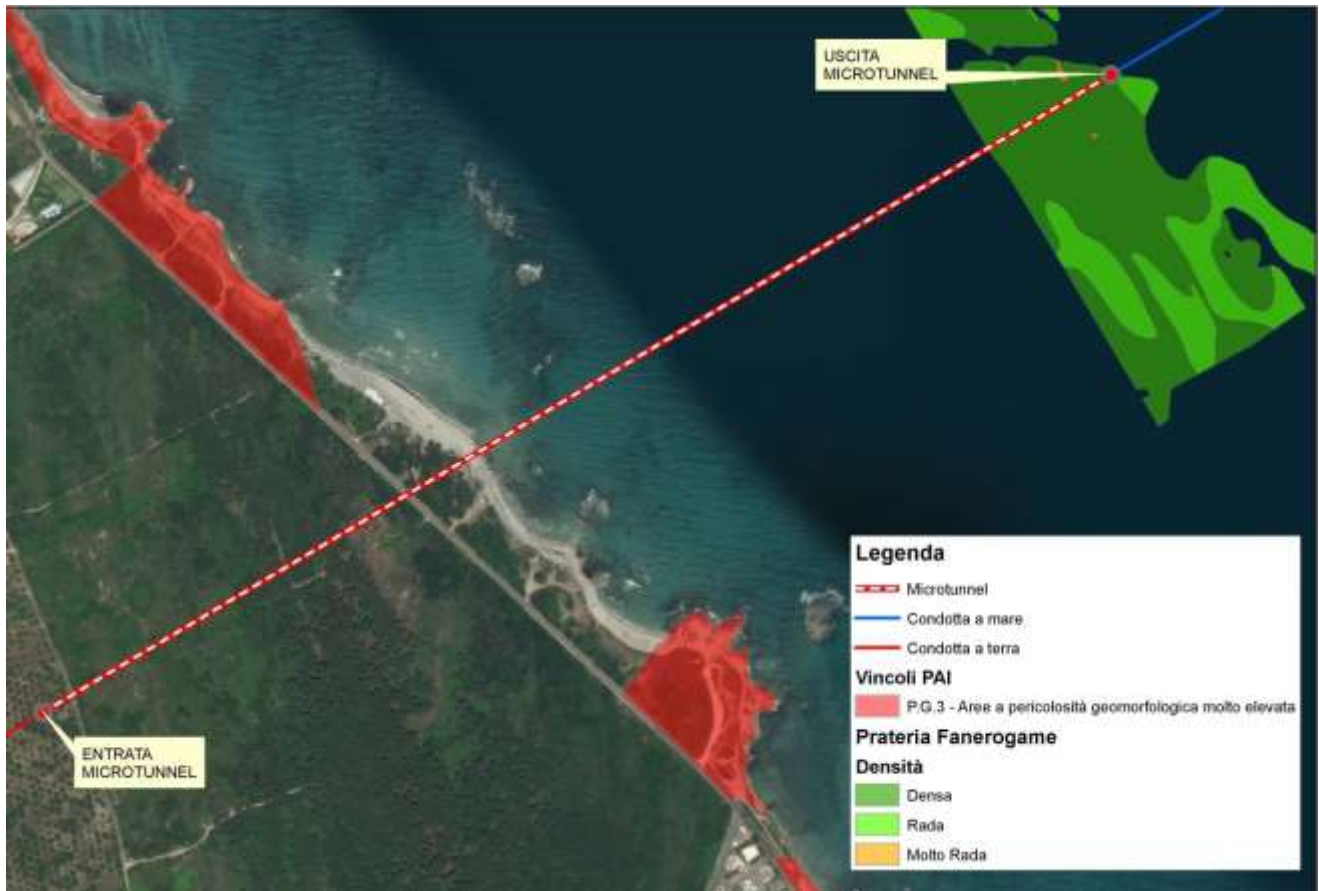 USCITA
MICROTUNNEL
ENTRATA
MICROTUNNEL
Legenda
Microtunnel
Condotta a mare
Condotta a terra
Vincoli PAI
P.G.3 - Aree a pericolosità geomorfologica molto elevata
Prateria Fanerogame
Densità
Densa
Rada
Molto Rada